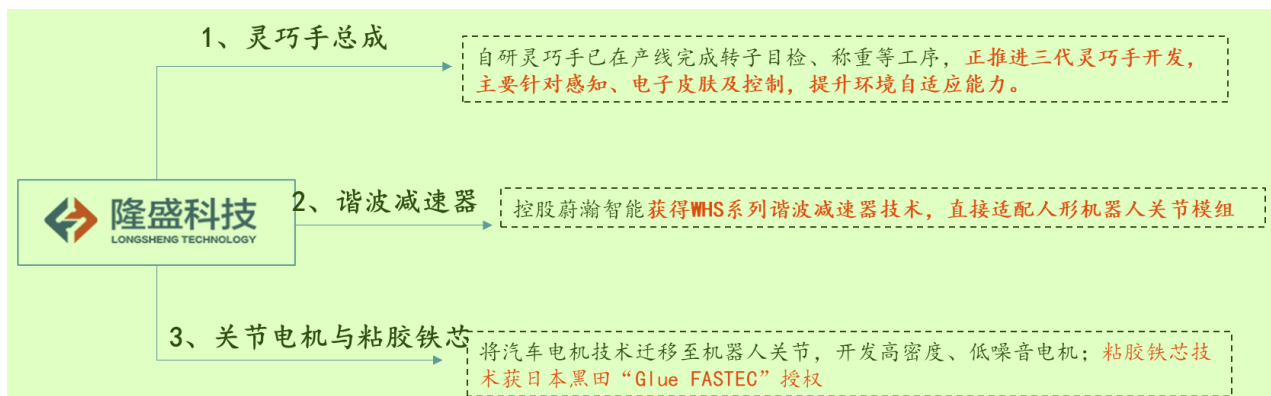 1、灵巧手总成
自研灵巧手已在产线完成转子目检、称重等工序，正推进三代灵巧手开发，
主要针对感知、电子皮肤及控制，提升环境自适应能力。
隆盛科技
LONGSHENG TECHNOLOGY
2、谐波减速器
控股蔚瀚智能获得WHS系列谐波减速器技术，直接适配人形机器人关节模组
3、关节电机与粘胶铁芯
将汽车电机技术迁移至机器人关节，开发高密度、低噪音电机；粘胶铁芯技
术获日本黑田“Glue FASTEC”授权